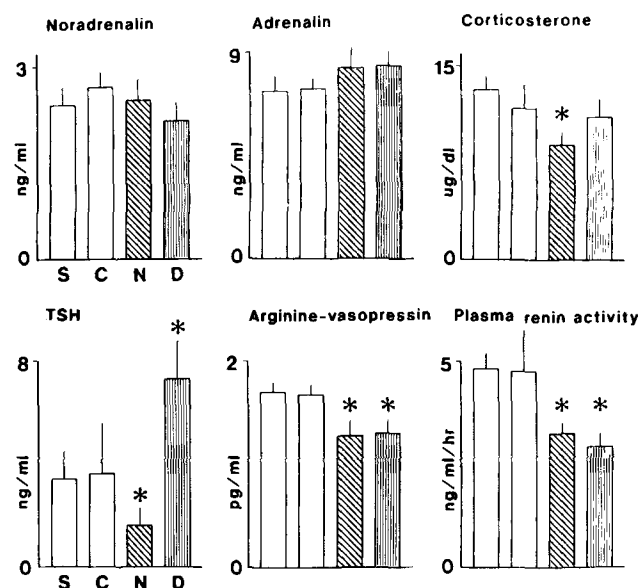 Noradrenalin
3
ng/ml
0
S C N D
Adrenalin
9
ng/ml
0
Corticosterone
15
ug/dl
0
*
TSH
8
ng/ml
0
S C N D
*
*
Arginine-vasopressin
2
pg/ml
0
* *
Plasma renin activity
5
ng/ml/hr
0
*
*